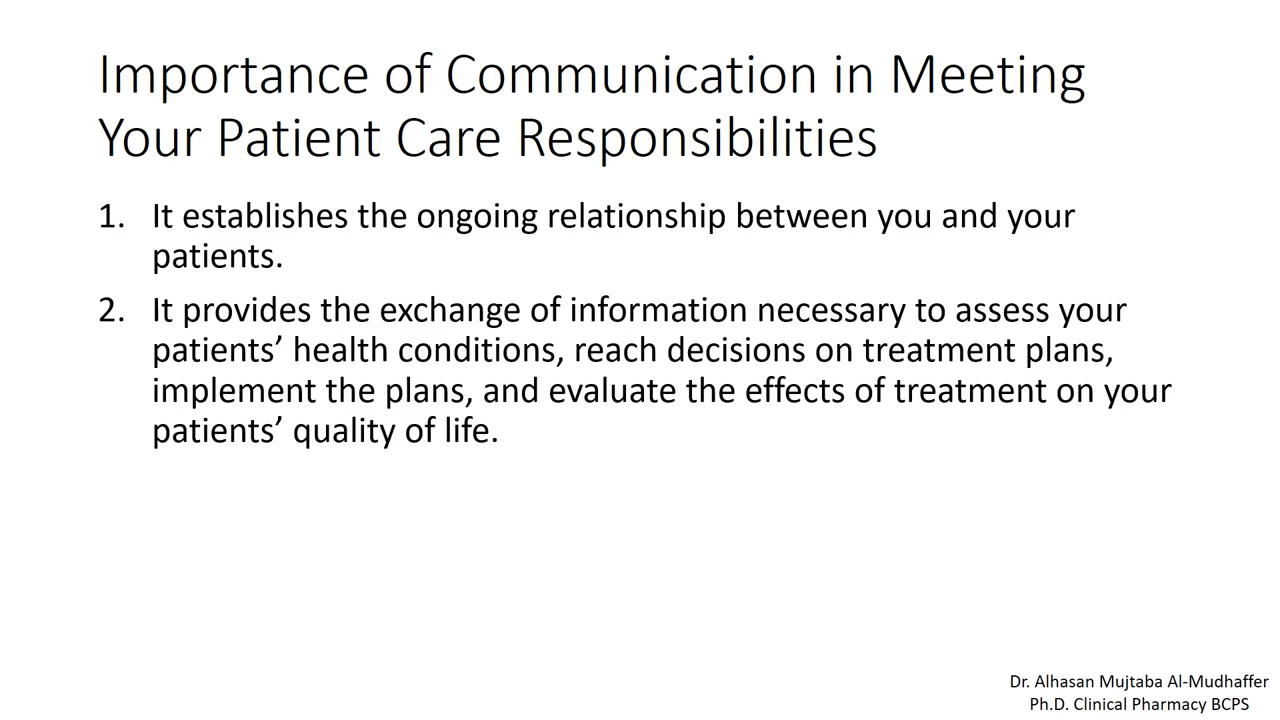 Importance of Communication in Meeting
Your Patient Care Responsibilities
1. It establishes the ongoing relationship between you and your
patients.
2. It provides the exchange of information necessary to assess your
patients’ health conditions, reach decisions on treatment plans,
implement the plans, and evaluate the effects of treatment on your
patients’ quality of life.
Dr. Alhasan Mujtaba Al-Mudhaffer
Ph.D. Clinical Pharmacy BCPS